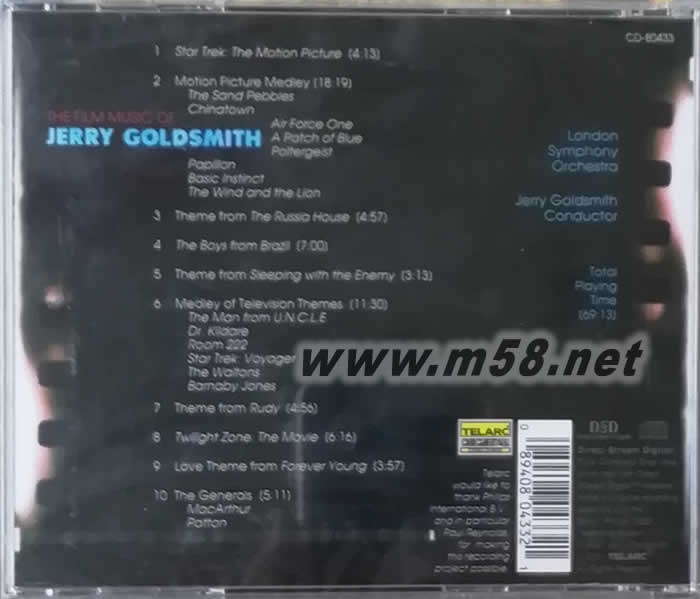 CD-80433
1 Star Trek: The Motion Picture (4:13)
2 Motion Picture Medley (18:19)
The Sand Pebbles
Chinatown
THE FILM MUSIC OF
JERRY GOLDSMITH
Air Force One
A Patch of Blue
Poltergeist
Papillon
Basic Instinct
The Wind and the Lion
3 Theme from The Russia House (4:57)
4 The Boys from Brazil (7:00)
5 Theme from Sleeping with the Enemy (3:13)
6 Medley of Television Themes (11:30)
The Man from U.N.C.L.E
Dr. Kildare
Room 222
Star Trek: Voyager
The Waltons
Barnaby Jones
7 Theme from Rudy (4:56)
8 Twilight Zone: The Movie (6:16)
9 Love Theme from Forever Young (3:57)
10 The Generals (5:11)
MacArthur
Patton
London
Symphony
Orchestra
Jerry Goldsmith
Conductor
Total
Playing
Time
(69:13)
www.m58.net
TELARC
Telarc
would like to
thank Philips
International B.V.
and in particular
Paul Reynolds
for making
this recording
project possible.
0 89408 04332 1
DSD
Direct Stream Digital
TELARC